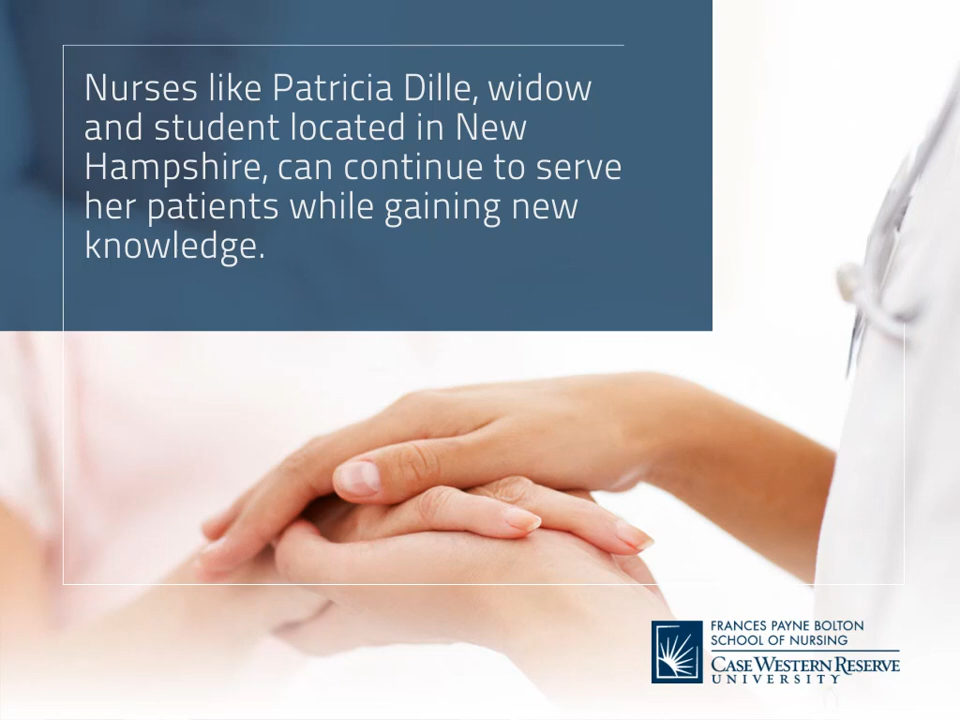 Nurses like Patricia Dille, widow
and student located in New
Hampshire, can continue to serve
her patients while gaining new
knowledge.
FRANCES PAYNE BOLTON
SCHOOL OF NURSING
CASE WESTERN RESERVE
UNIVERSITY